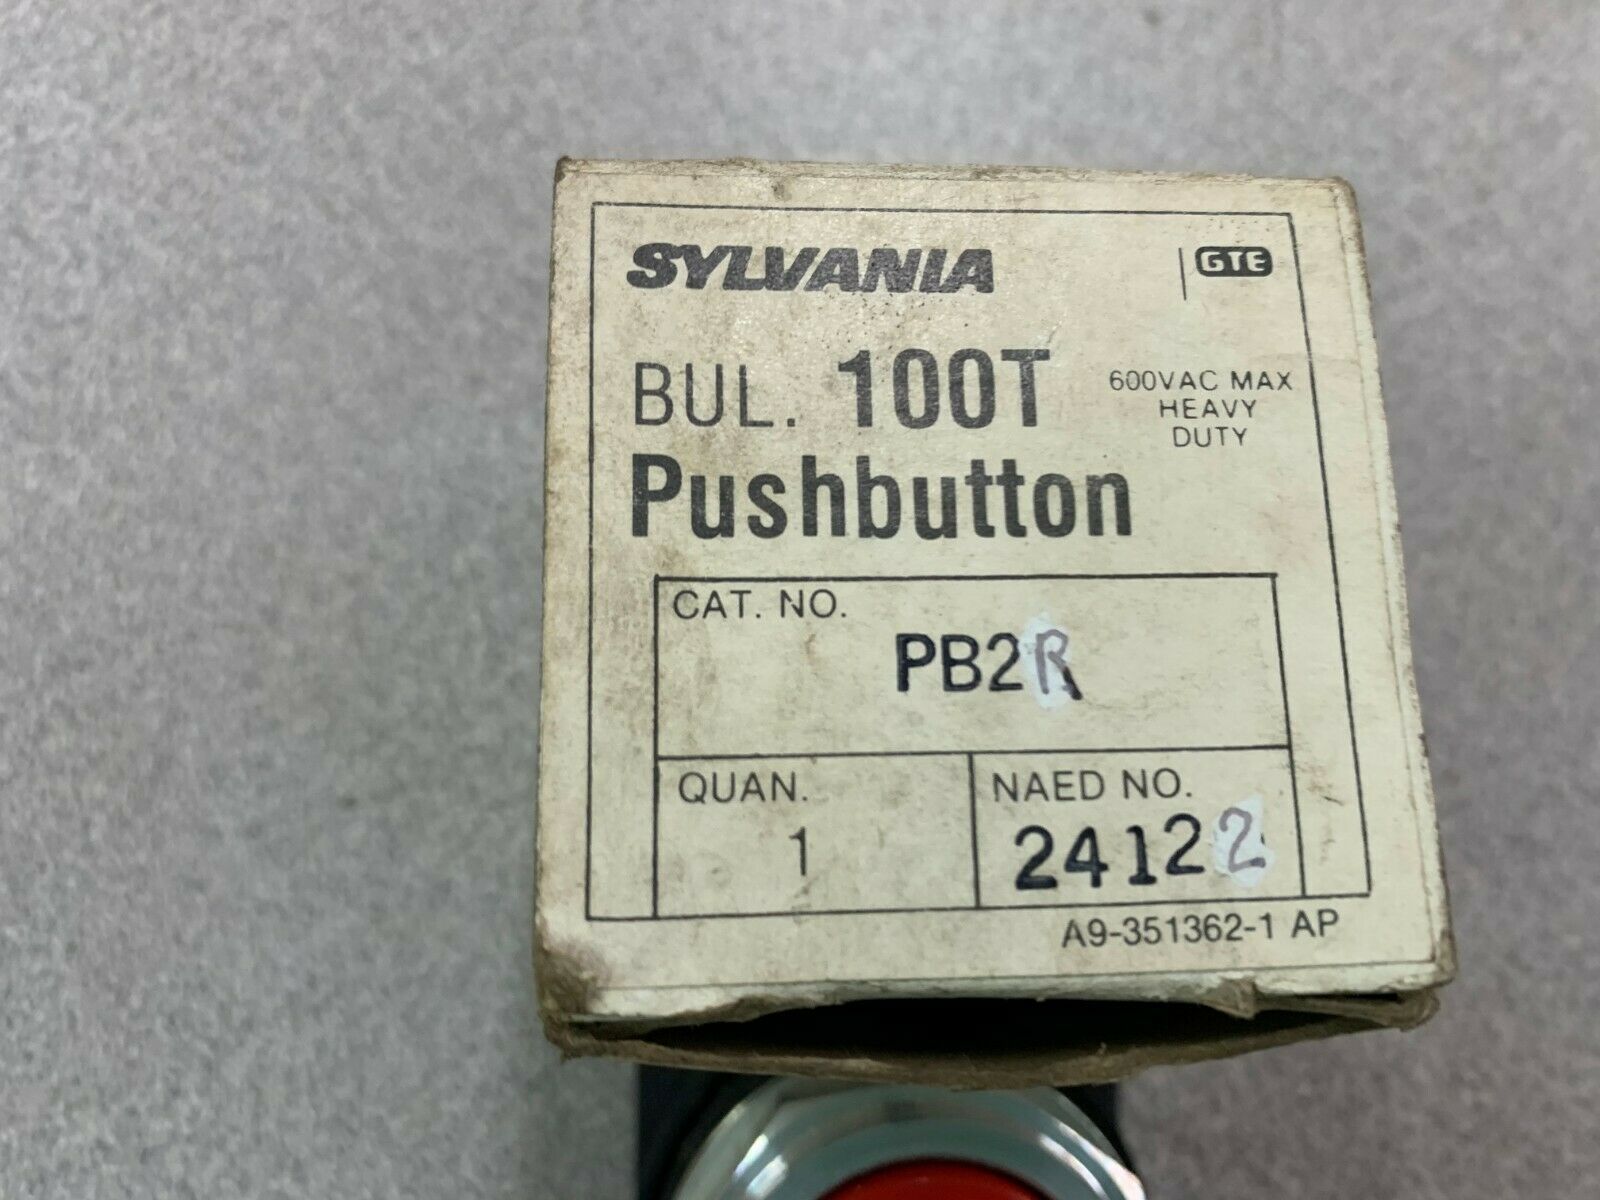 SYLVANIA GTE
BUL. 100T
600VAC MAX
HEAVY
DUTY
Pushbutton
CAT. NO.
PB2R
QUAN.
1
NAED NO.
24122
A9-351362-1 AP